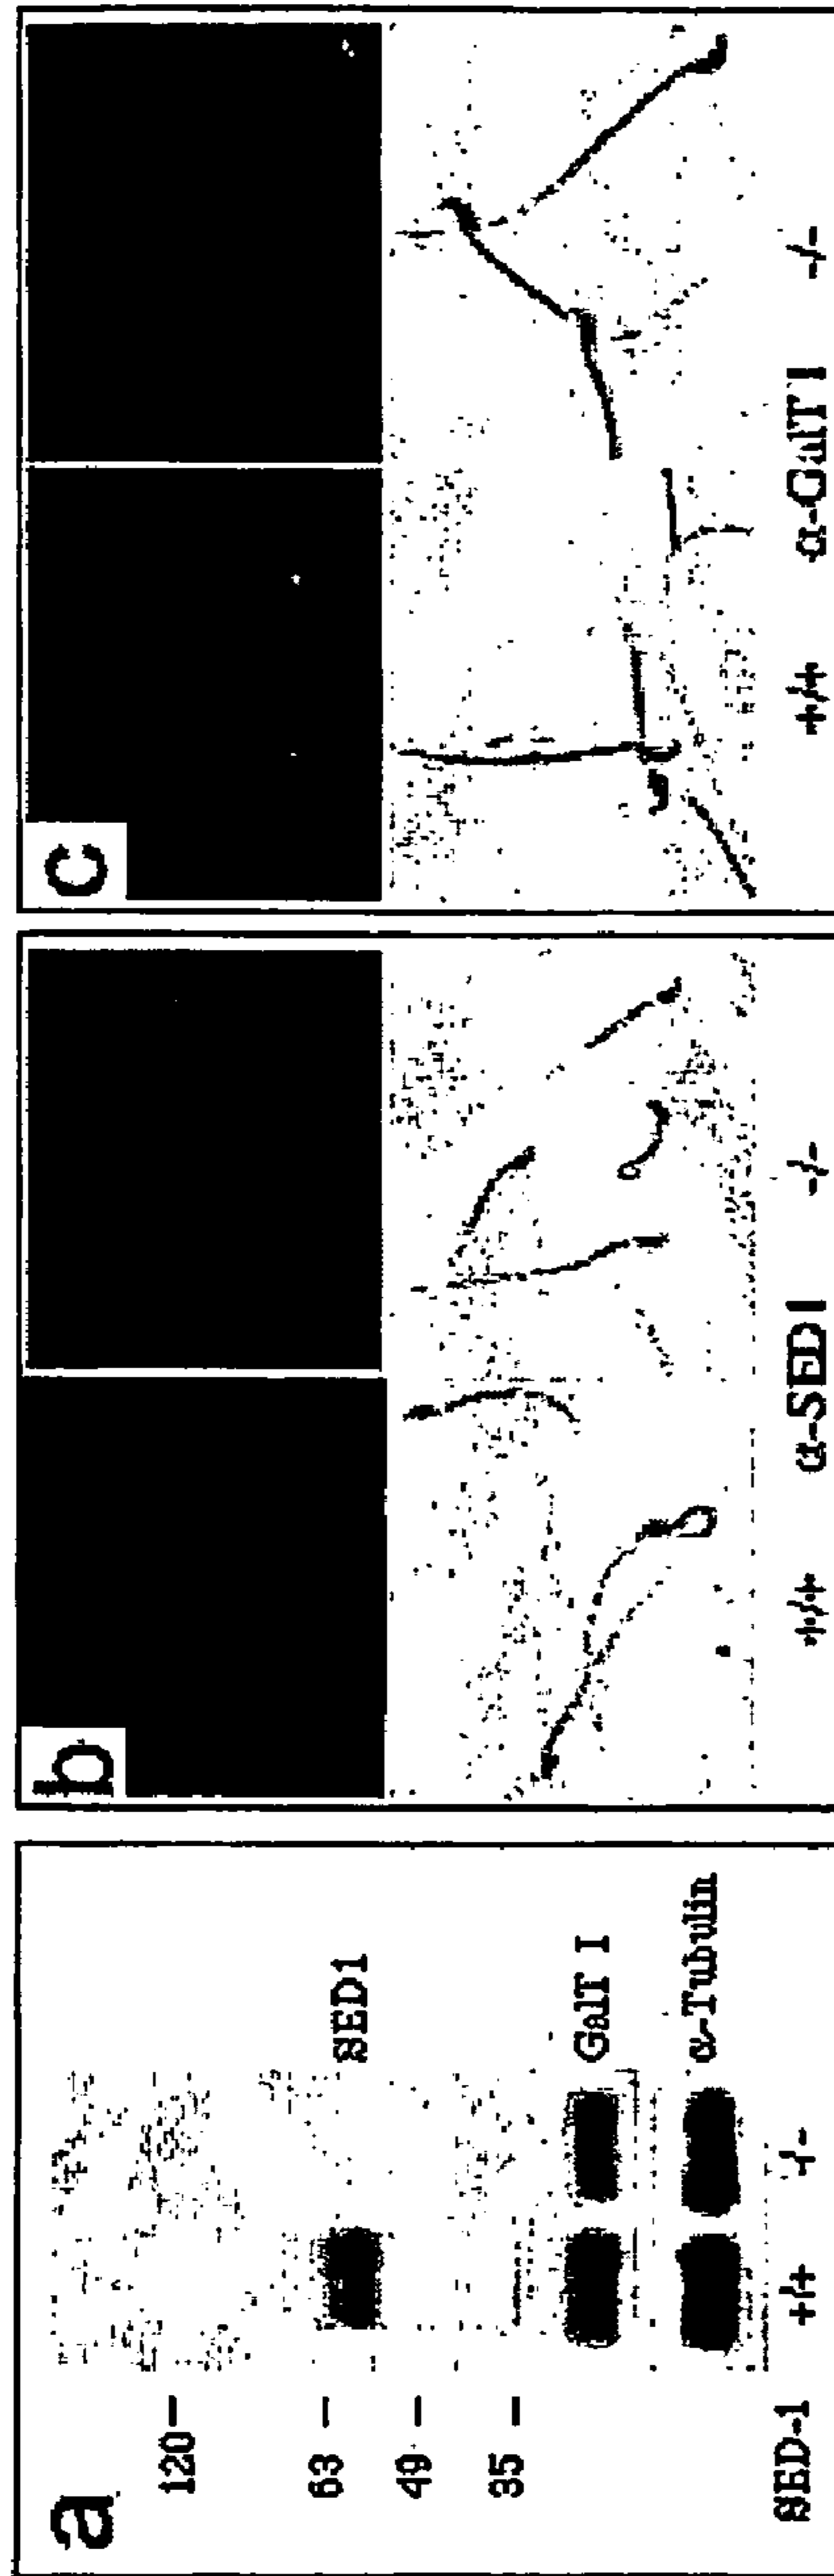 a
120–
63 –
49 –
35 –
SED1
GalT I
α-Tubulin
SED-1 +/+ -/-
b
+/+ α-SED1 -/-
c
+/+ α-GalT I -/-